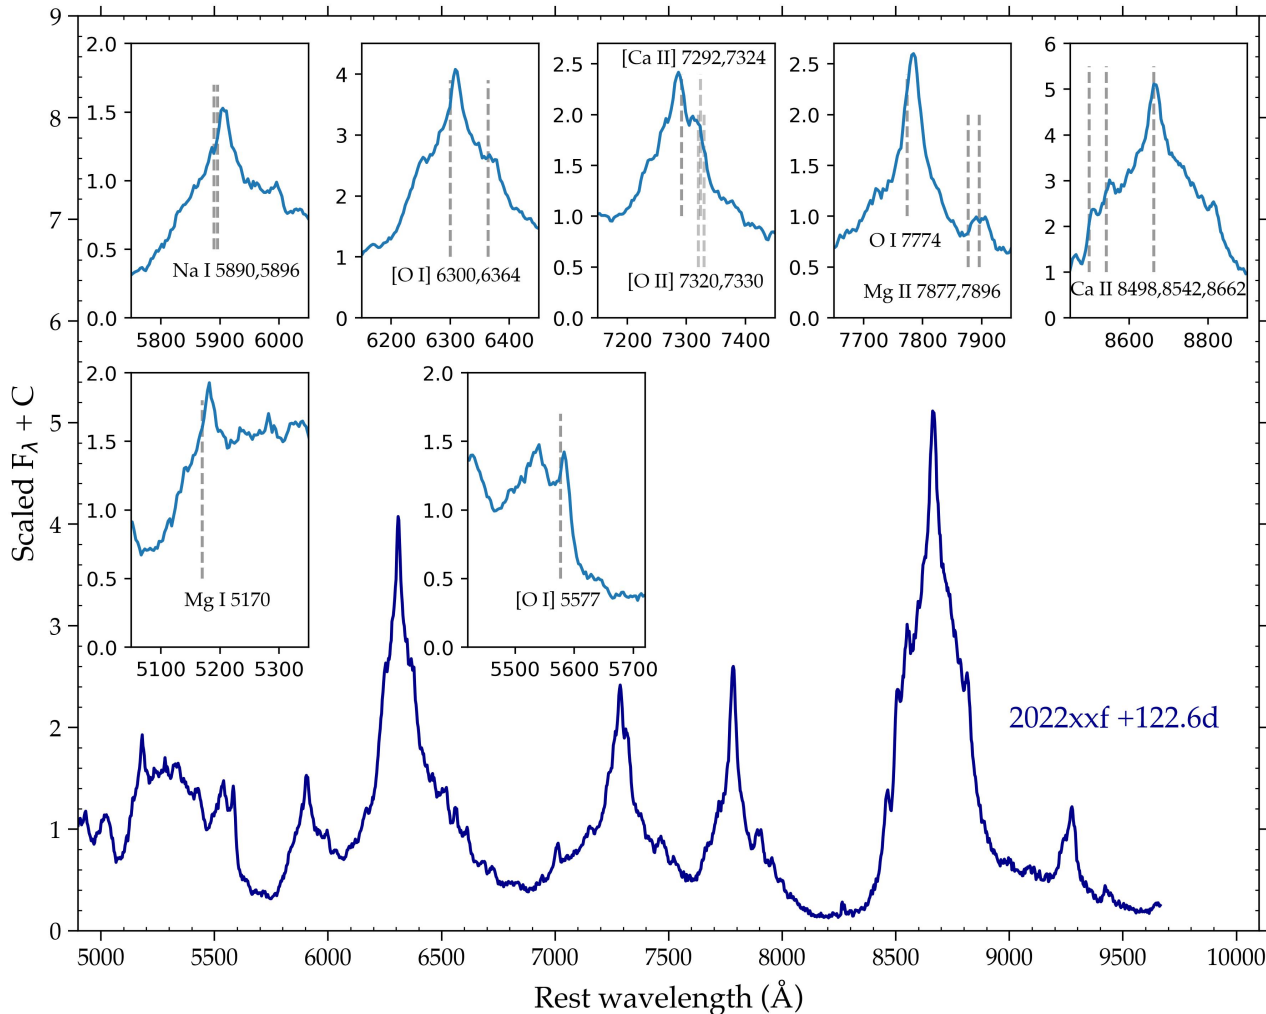 9
8
7
6
5
4
3
2
1
0
Scaled Fλ + C
2.0
1.5
1.0
0.5
0.0
Na I 5890,5896
5800 5900 6000
4
3
2
1
0
[O I] 6300,6364
6200 6300 6400
2.5
2.0
1.5
1.0
0.5
0.0
[Ca II] 7292,7324
[O II] 7320,7330
7200 7300 7400
2.5
2.0
1.5
1.0
0.5
0.0
O I 7774
Mg II 7877,7896
7700 7800 7900
6
5
4
3
2
1
0
Ca II 8498,8542,8662
8600 8800
2.0
1.5
1.0
0.5
0.0
Mg I 5170
5100 5200 5300
2.0
1.5
1.0
0.5
0.0
[O I] 5577
5500 5600 5700
2022xxf +122.6d
5000 5500 6000 6500 7000 7500 8000 8500 9000 9500 10000
Rest wavelength (Å)